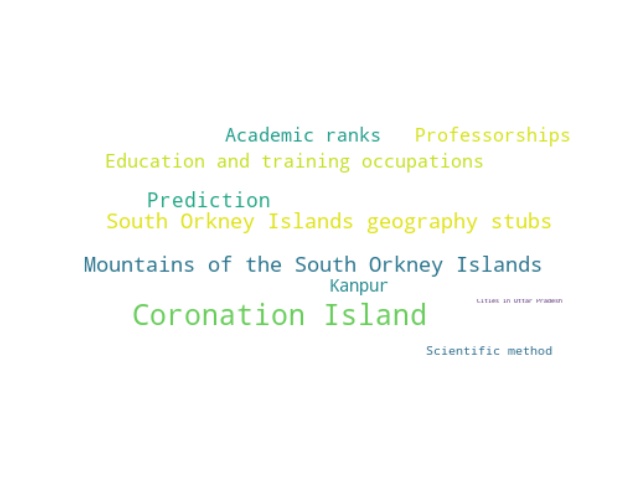 Academic ranks Professorships
Education and training occupations
Prediction
South Orkney Islands geography stubs
Mountains of the South Orkney Islands
Kanpur
Cities in Uttar Pradesh
Coronation Island
Scientific method